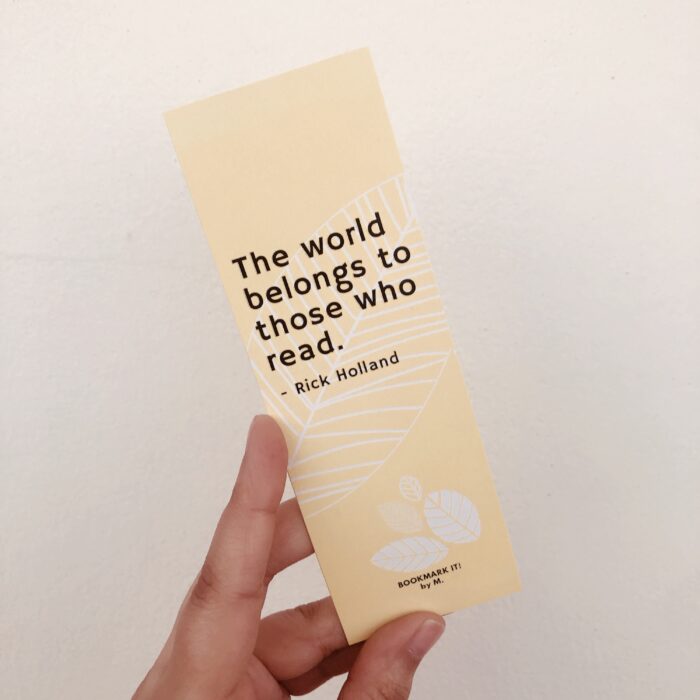 The world
belongs to
those who
read.
- Rick Holland
BOOKMARK IT!
by M.